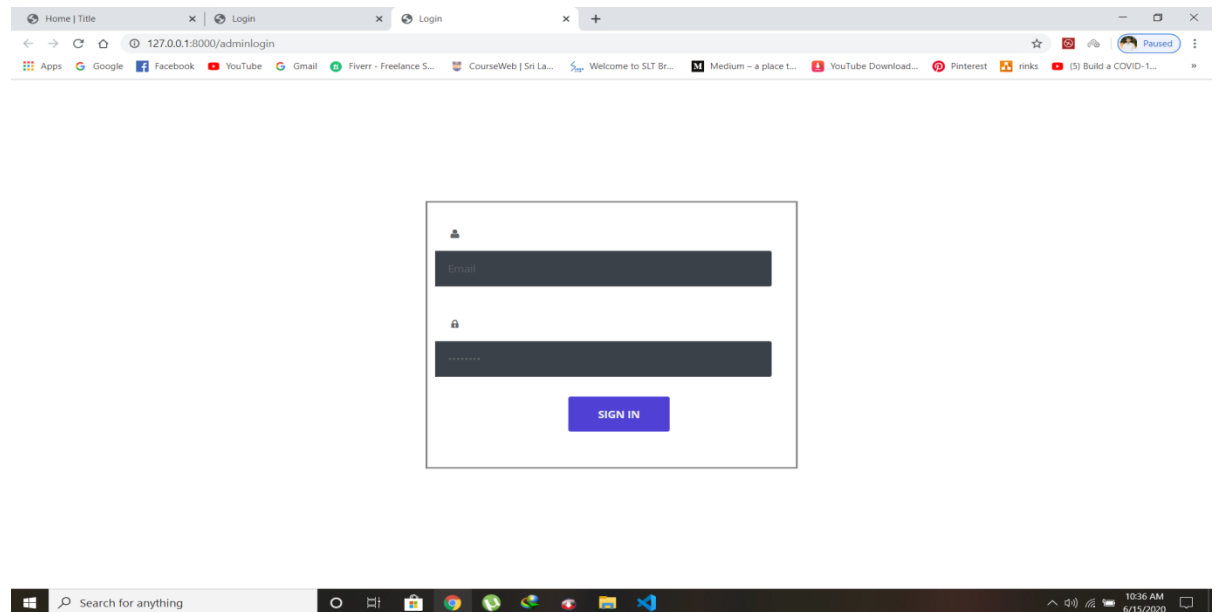 Home | Title
Login
Login
127.0.0.1:8000/adminlogin
Paused
Apps Google Facebook YouTube Gmail Fiverr - Freelance S... CourseWeb | Sri La... Welcome to SLT Br... Medium – a place t... YouTube Download... Pinterest rinks (5) Build a COVID-1... »
Email
••••••••
SIGN IN
Search for anything
10:36 AM
6/15/2020